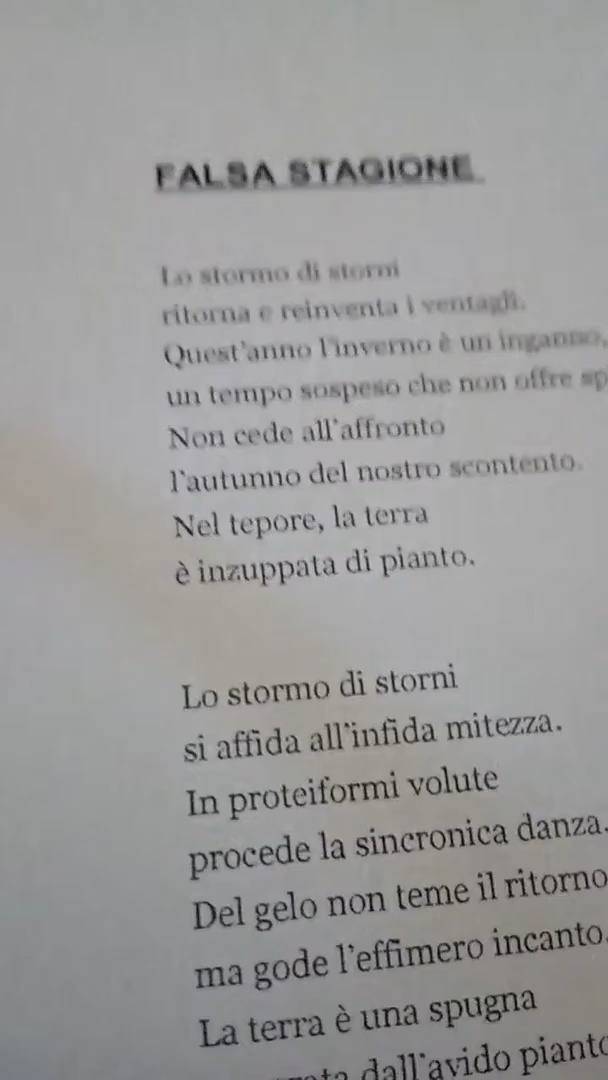 FALSA STAGIONE
Lo stormo di storni
ritorna e reinventa i ventagli.
Quest'anno l'inverno è un inganno,
un tempo sospeso che non offre
Non cede all'affronto
l'autunno del nostro scontento.
Nel tepore, la terra
è inzuppata di pianto.
Lo stormo di storni
si affida all'infida mitezza.
In proteiformi volute
procede la sincronica danza.
Del gelo non teme il ritorno
ma gode l'effimero incanto.
La terra è una spugna
dall'avido pianto